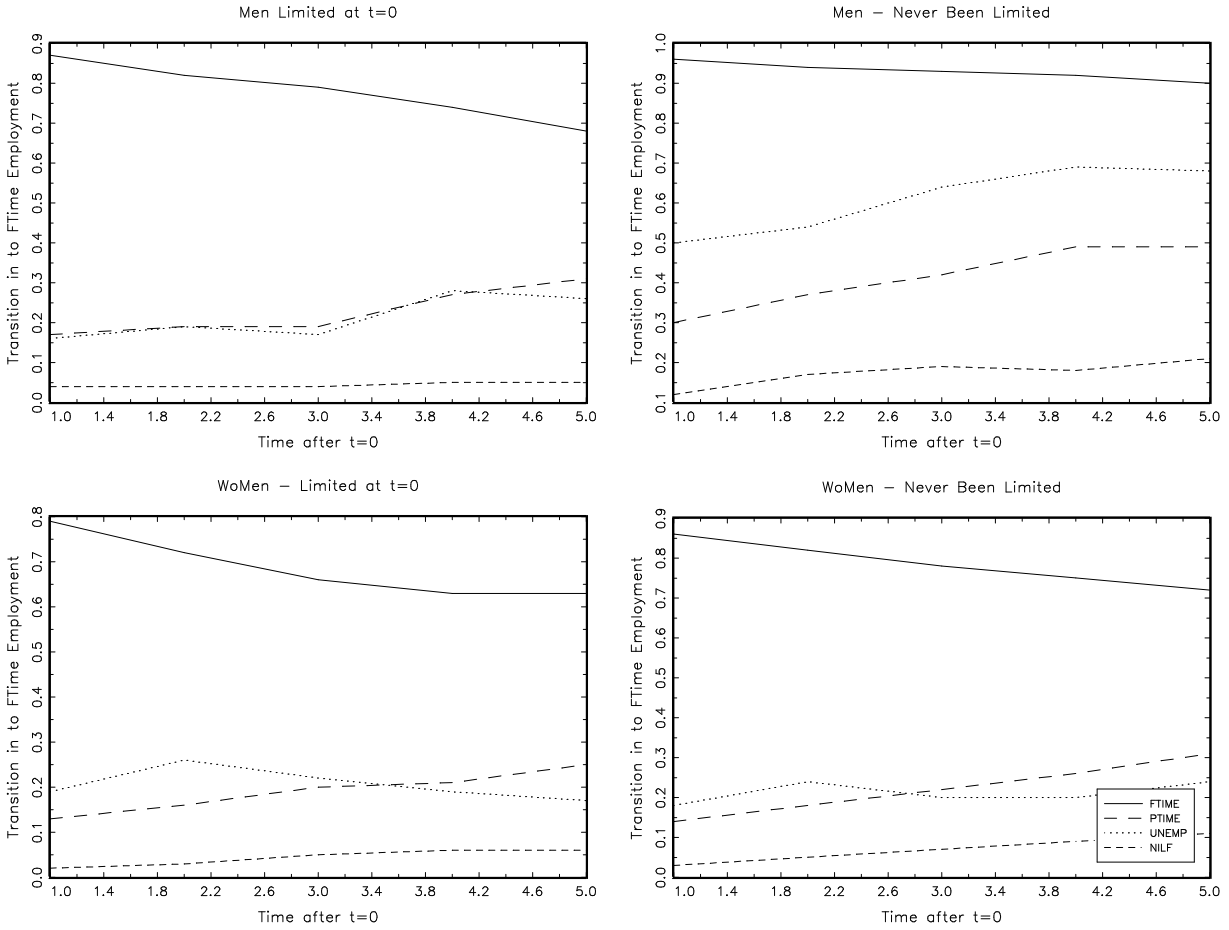 Men Limited at t=0
Transition in to FTime Employment
0.9
0.8
0.7
0.6
0.5
0.4
0.3
0.2
0.1
0.0
1.0 1.4 1.8 2.2 2.6 3.0 3.4 3.8 4.2 4.6 5.0
Time after t=0
Men – Never Been Limited
Transition in to FTime Employment
1.0
0.9
0.8
0.7
0.6
0.5
0.4
0.3
0.2
0.1
1.0 1.4 1.8 2.2 2.6 3.0 3.4 3.8 4.2 4.6 5.0
Time after t=0
WoMen – Limited at t=0
Transition in to FTime Employment
0.8
0.7
0.6
0.5
0.4
0.3
0.2
0.1
0.0
1.0 1.4 1.8 2.2 2.6 3.0 3.4 3.8 4.2 4.6 5.0
Time after t=0
WoMen – Never Been Limited
Transition in to FTime Employment
0.9
0.8
0.7
0.6
0.5
0.4
0.3
0.2
0.1
0.0
1.0 1.4 1.8 2.2 2.6 3.0 3.4 3.8 4.2 4.6 5.0
Time after t=0
FTIME
PTIME
UNEMP
NILF